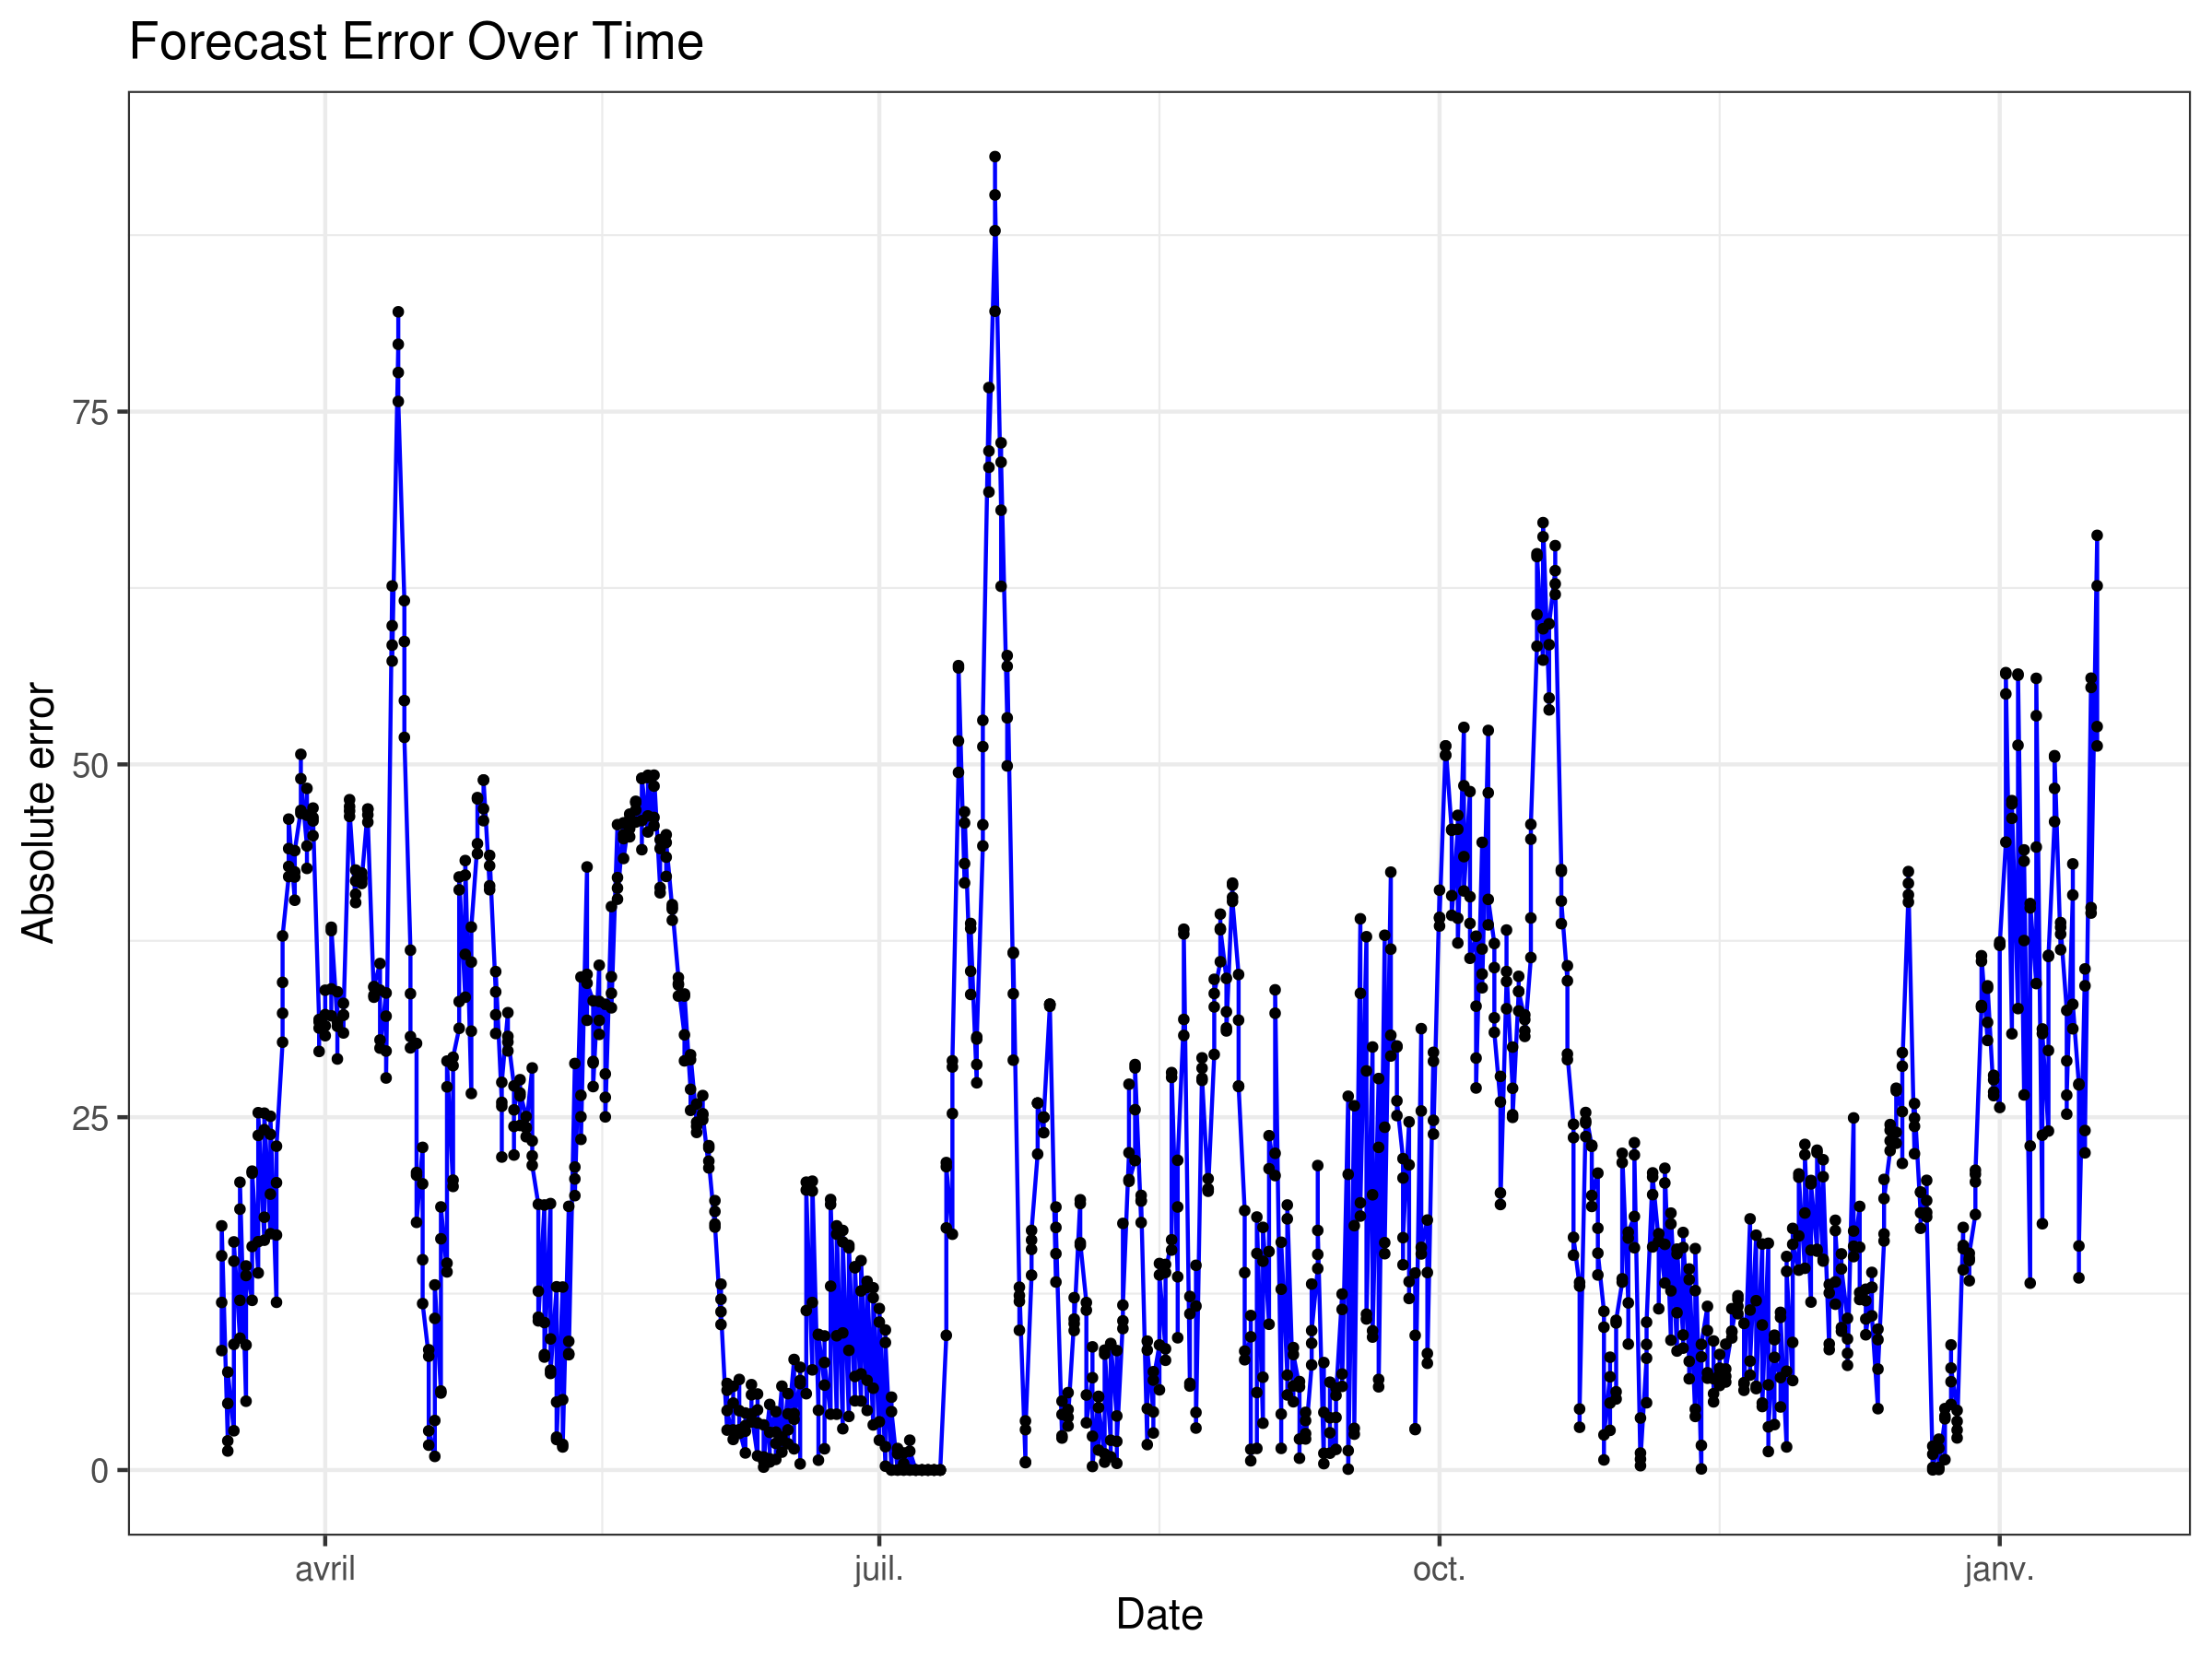 Forecast Error Over Time
Absolute error
75
50
25
0
avril
juil.
oct.
janv.
Date